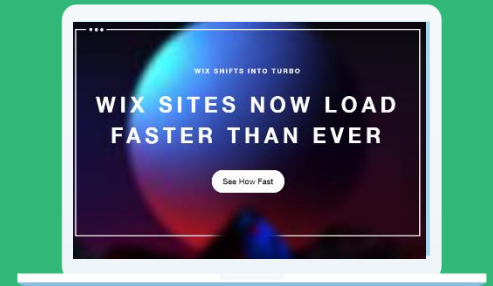 WIX SHIFTS INTO TURBO
WIX SITES NOW LOAD
FASTER THAN EVER
See How Fast